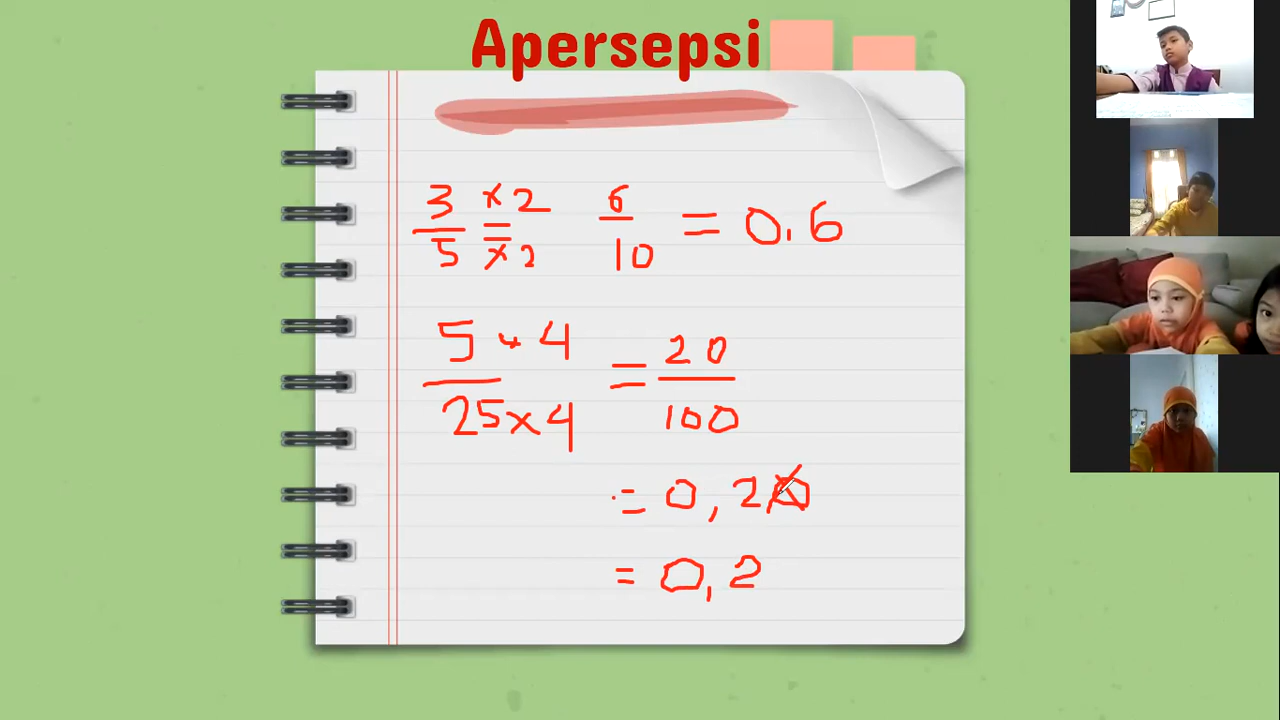 Apersepsi
3/5 ×2/×2 = 6/10 = 0.6
5 × 4 / 25 × 4 = 20/100
= 0,20
= 0,2